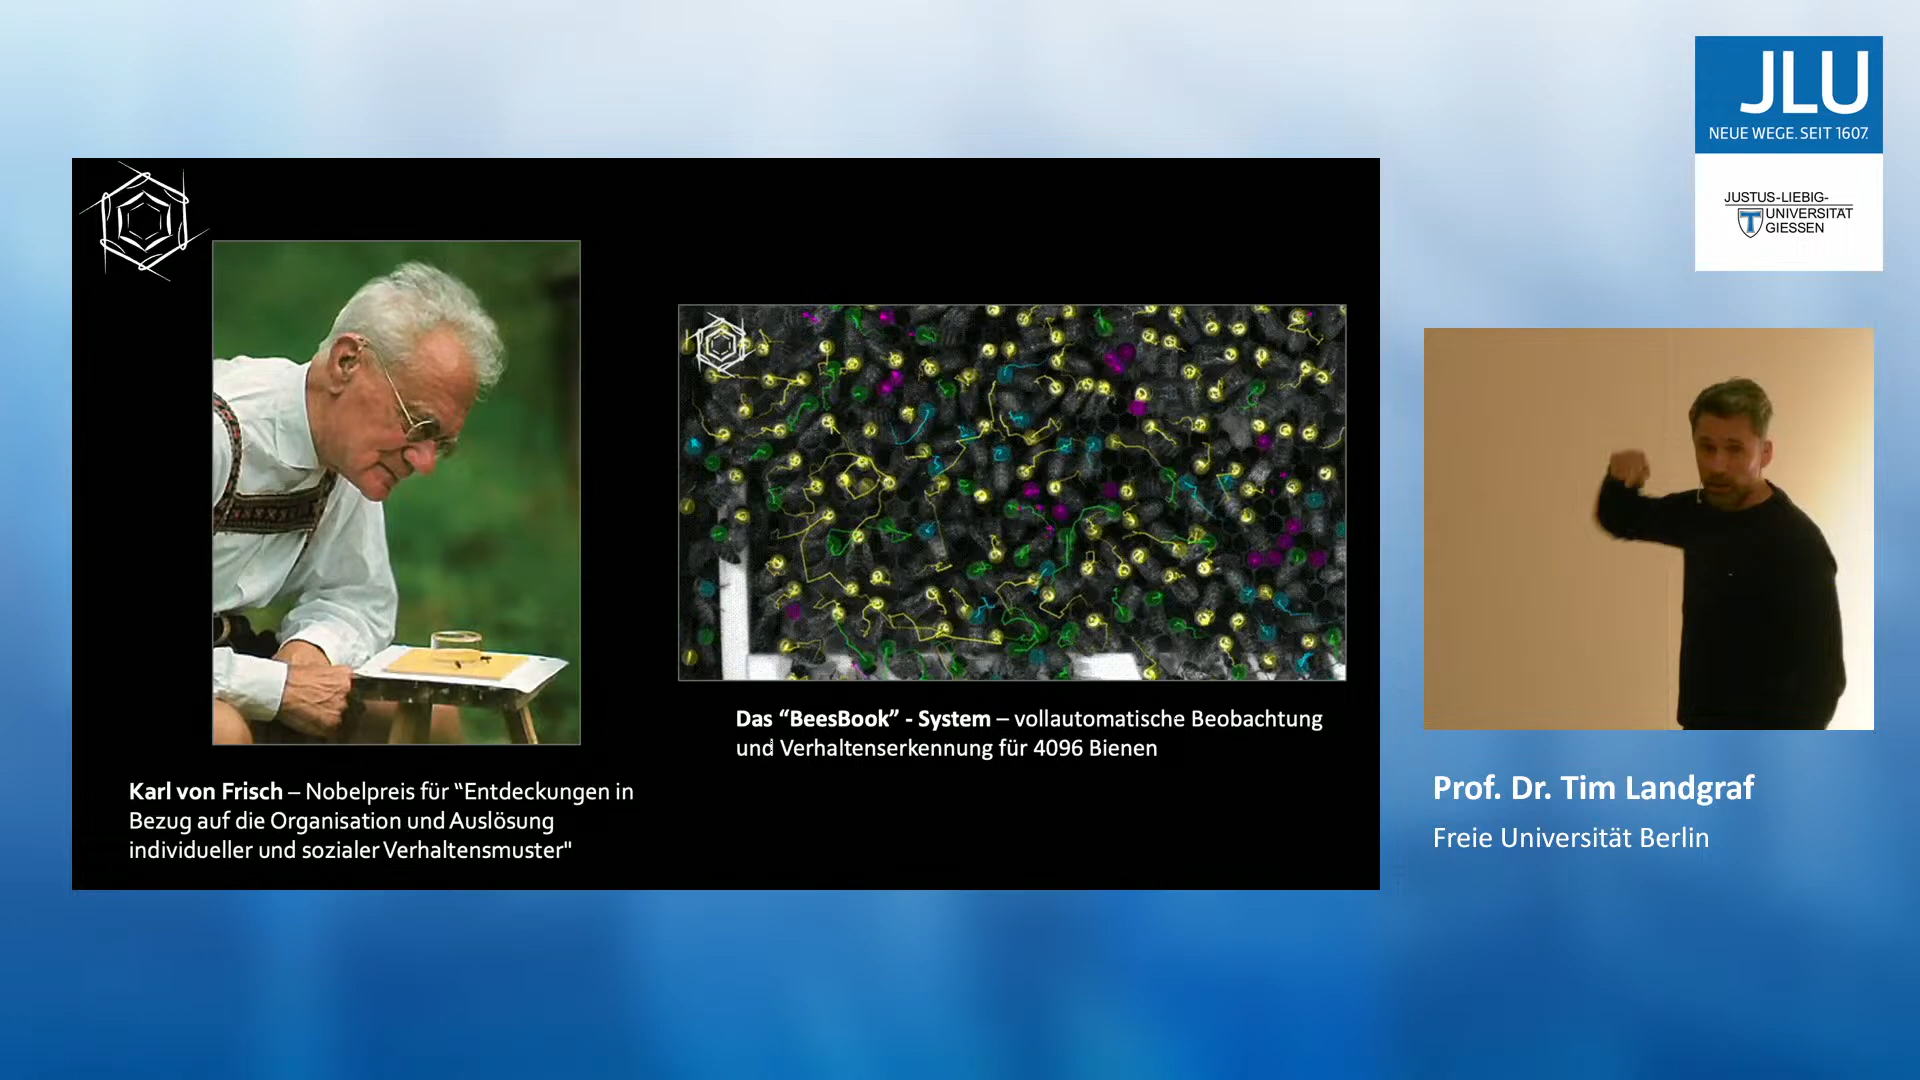 JLU
NEUE WEGE. SEIT 1607.
JUSTUS-LIEBIG-
UNIVERSITÄT
GIESSEN
Das “BeesBook” - System – vollautomatische Beobachtung
und Verhaltenserkennung für 4096 Bienen
Karl von Frisch – Nobelpreis für “Entdeckungen in
Bezug auf die Organisation und Auslösung
individueller und sozialer Verhaltensmuster"
Prof. Dr. Tim Landgraf
Freie Universität Berlin